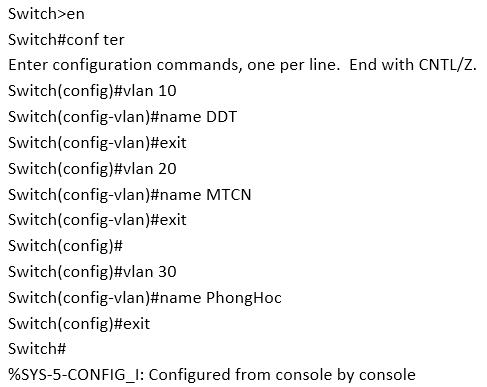 Switch>en
Switch#conf ter
Enter configuration commands, one per line.  End with CNTL/Z.
Switch(config)#vlan 10
Switch(config-vlan)#name DDT
Switch(config-vlan)#exit
Switch(config)#vlan 20
Switch(config-vlan)#name MTCN
Switch(config-vlan)#exit
Switch(config)#
Switch(config)#vlan 30
Switch(config-vlan)#name PhongHoc
Switch(config)#exit
Switch#
%SYS-5-CONFIG_I: Configured from console by console